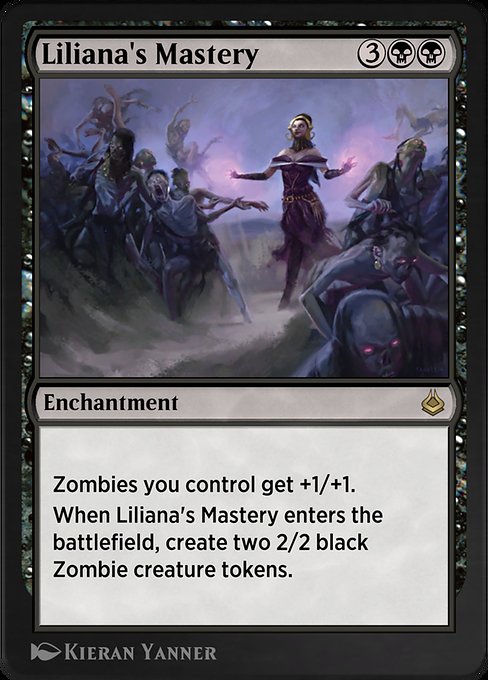 Liliana's Mastery 3
Enchantment
Zombies you control get +1/+1.
When Liliana's Mastery enters the
battlefield, create two 2/2 black
Zombie creature tokens.
Kieran Yanner